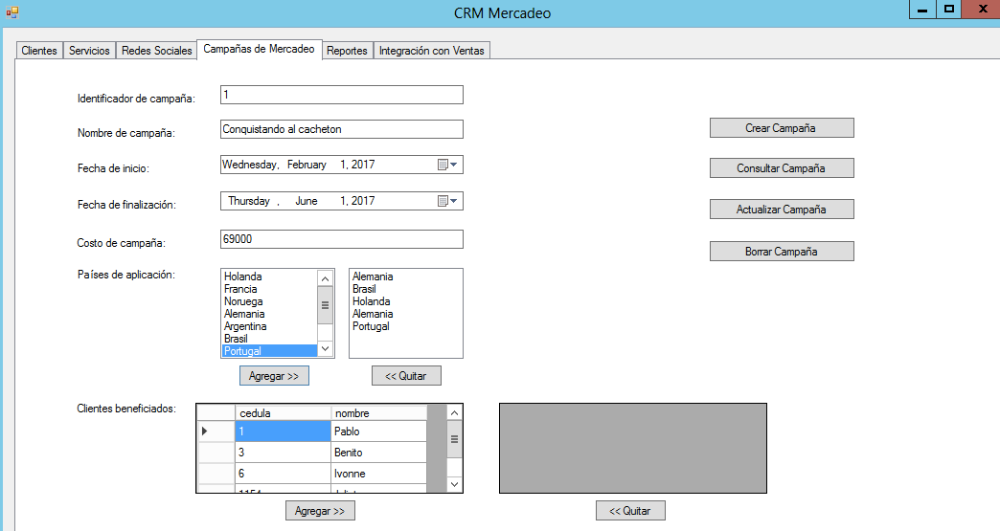 CRM Mercadeo
Clientes Servicios Redes Sociales Campañas de Mercadeo Reportes Integración con Ventas
Identificador de campaña: 1
Nombre de campaña: Conquistando al cacheton
Fecha de inicio: Wednesday, February 1, 2017
Fecha de finalización: Thursday , June 1, 2017
Costo de campaña: 69000
Crear Campaña
Consultar Campaña
Actualizar Campaña
Borrar Campaña
Países de aplicación:
Holanda
Francia
Noruega
Alemania
Argentina
Brasil
Portugal
Alemania
Brasil
Holanda
Alemania
Portugal
Agregar >> << Quitar
Clientes beneficiados:
cedula nombre
1 Pablo
3 Benito
6 Ivonne
Agregar >> << Quitar